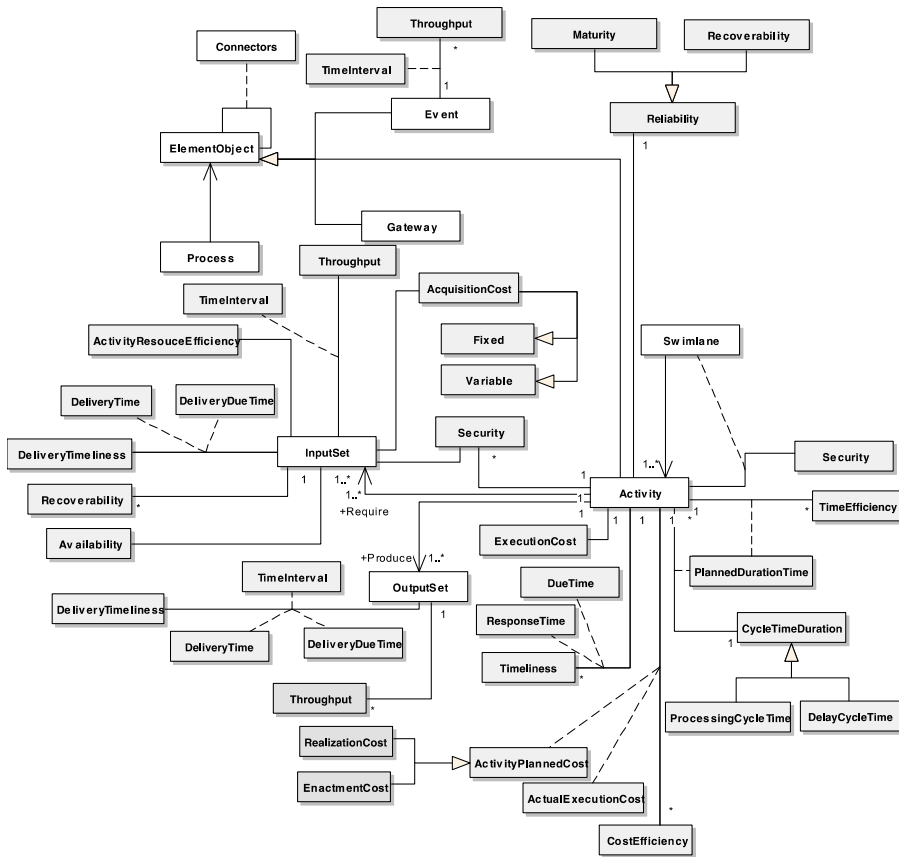 Throughput
Maturity
Recoverability
Connectors
*
TimeInterval
1
Event
Reliability
1
ElementObject
Gateway
Process
Throughput
AcquisitionCost
TimeInterval
Fixed
Swimlane
ActivityResouceEfficiency
Variable
DeliveryTime
DeliveryDueTime
Security
InputSet
*
Security
DeliveryTimeliness
1
1..*
*
1
1..*
Recoverability
*
1..*
1
Activity
1
+Require
1
1
1
1
1
*
*
TimeEfficiency
Availability
ExecutionCost
+Produce
1..*
PlannedDurationTime
TimeInterval
OutputSet
DueTime
DeliveryTimeliness
1
ResponseTime
CycleTimeDuration
DeliveryTime
DeliveryDueTime
1
Timeliness
*
Throughput
*
ProcessingCycleTime
DelayCycleTime
RealizationCost
ActivityPlannedCost
EnactmentCost
ActualExecutionCost
*
CostEfficiency